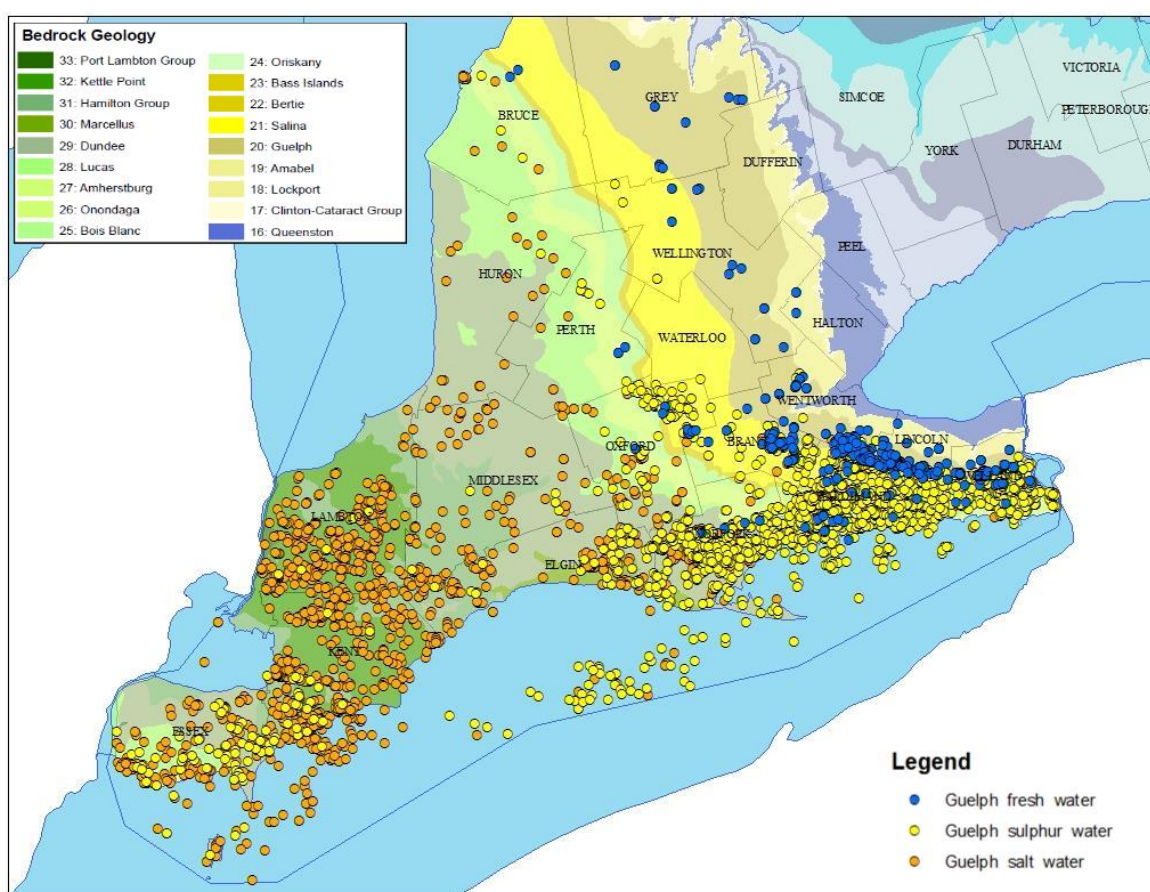 Bedrock Geology
33: Port Lambton Group
32: Kettle Point
31: Hamilton Group
30: Marcellus
29: Dundee
28: Lucas
27: Amherstburg
26: Onondaga
25: Bois Blanc
24: Oriskany
23: Bass Islands
22: Bertie
21: Salina
20: Guelph
19: Amabel
18: Lockport
17: Clinton-Cataract Group
16: Queenston
VICTORIA
SIMCOE
PETERBOROUGH
GREY
BRUCE
YORK
DURHAM
DUFFERIN
PEEL
WELLINGTON
HURON
HALTON
PERTH
WATERLOO
WENTWORTH
LINCOLN
BRANT
OXFORD
MIDDLESEX
LAMBTON
ELGIN
KENT
ESSEX
Legend
Guelph fresh water
Guelph sulphur water
Guelph salt water